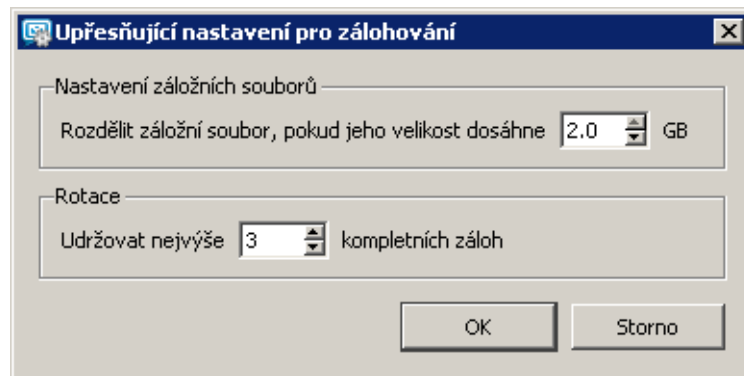 Upřesňující nastavení pro zálohování
Nastavení záložních souborů
Rozdělit záložní soubor, pokud jeho velikost dosáhne 2.0 GB
Rotace
Udržovat nejvýše 3 kompletních záloh
OK Storno